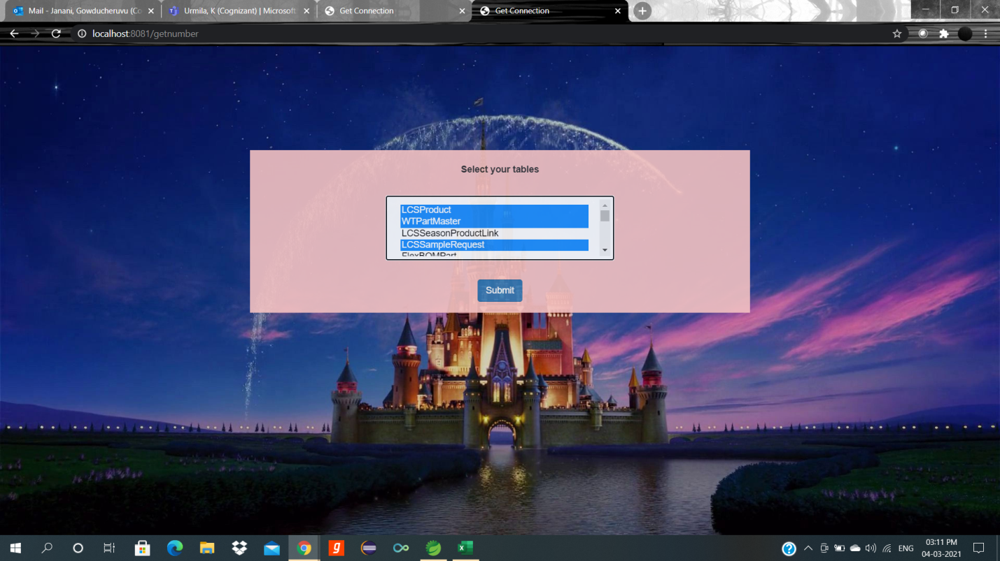 Mail - Janani, Gowducheruvu (Co
Urmila, K (Cognizant) | Microsoft
Get Connection
Get Connection
localhost:8081/getnumber
Select your tables
LCSProduct
WTPartMaster
LCSSeasonProductLink
LCSSampleRequest
FlexBOMPart
Submit
ENG
03:11 PM
04-03-2021